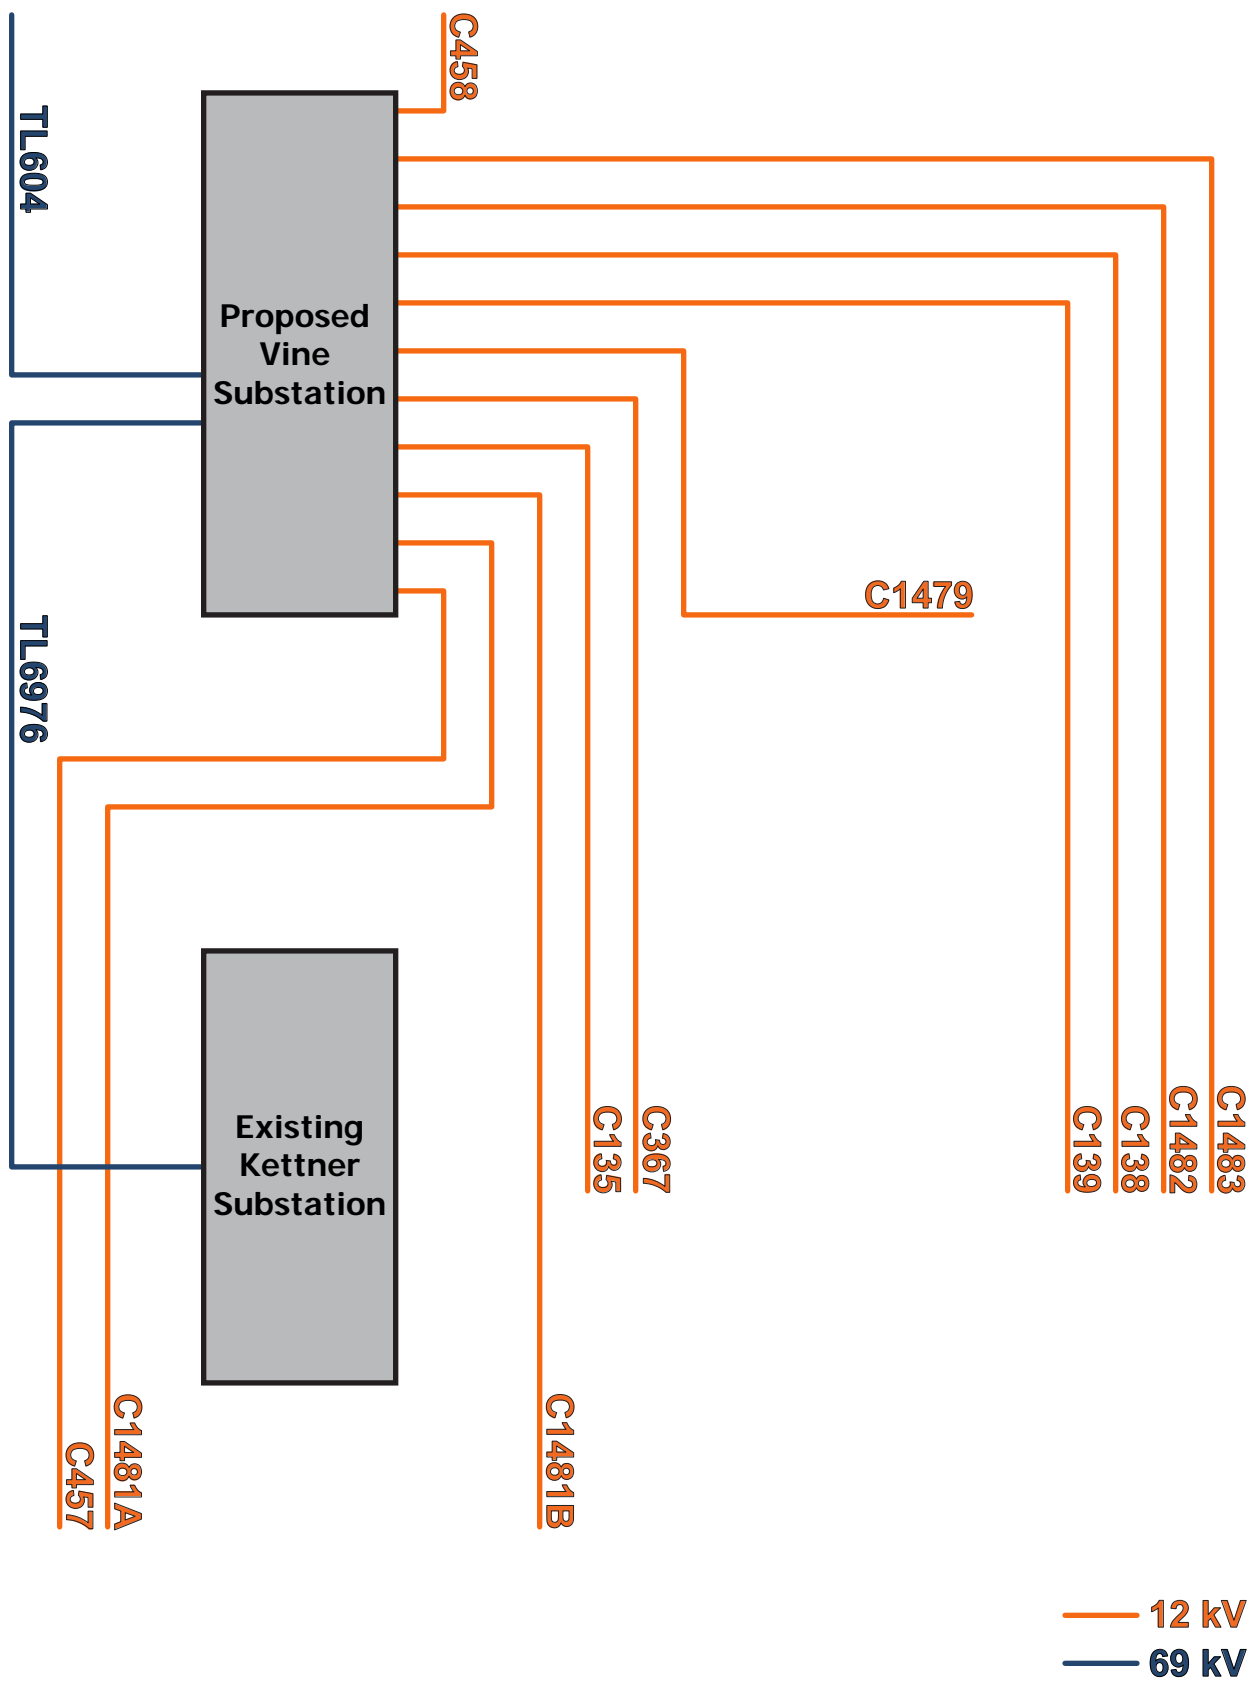 C458
TL604
Proposed
Vine
Substation
C1479
TL6976
C1483
C1482
C138
C139
C367
C135
Existing
Kettner
Substation
C1481A
C1481B
C457
12 kV
69 kV